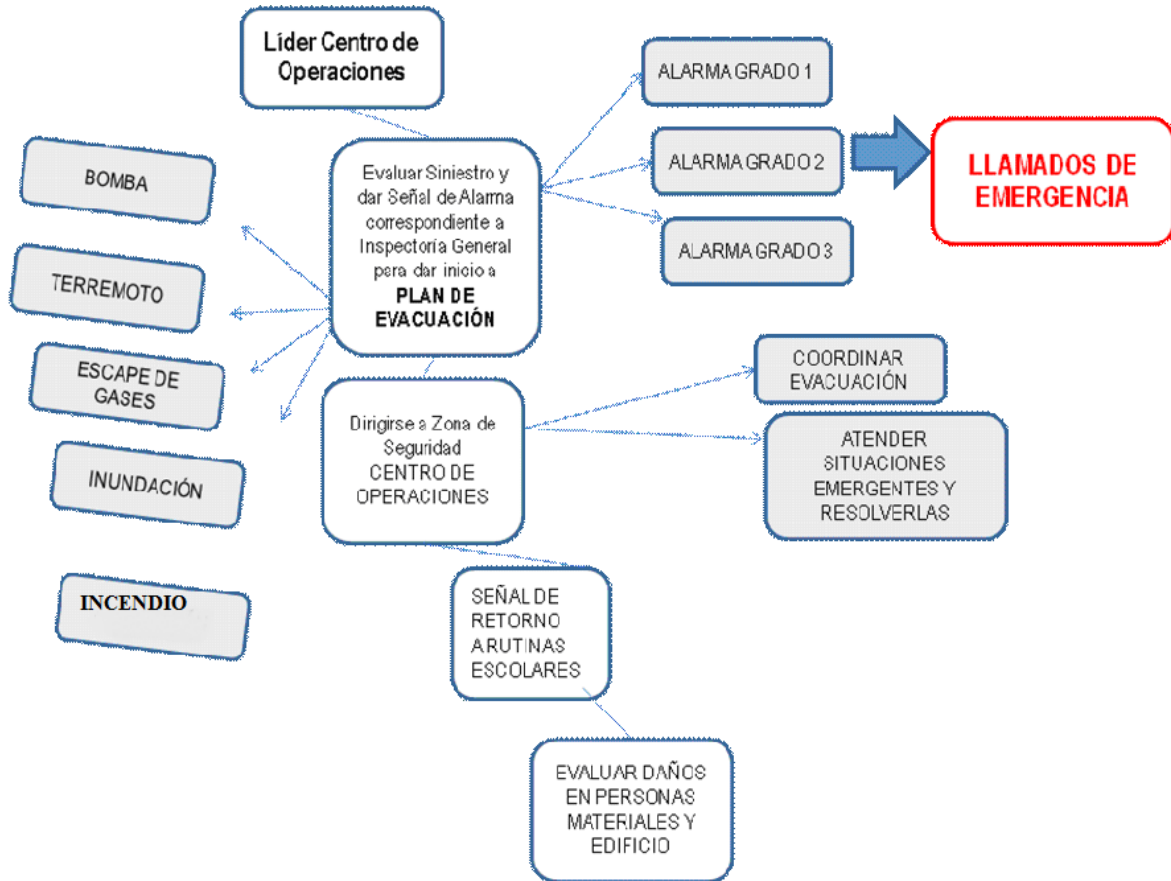 Líder Centro de
Operaciones
ALARMA GRADO 1
ALARMA GRADO 2
ALARMA GRADO 3
LLAMADOS DE
EMERGENCIA
BOMBA
TERREMOTO
ESCAPE DE
GASES
INUNDACIÓN
INCENDIO
Evaluar Siniestro y
dar Señal de Alarma
correspondiente a
Inspectoría General
para dar inicio a
PLAN DE
EVACUACIÓN
Dirigirse a Zona de
Seguridad
CENTRO DE
OPERACIONES
COORDINAR
EVACUACIÓN
ATENDER
SITUACIONES
EMERGENTES Y
RESOLVERLAS
SEÑAL DE
RETORNO
A RUTINAS
ESCOLARES
EVALUAR DAÑOS
EN PERSONAS
MATERIALES Y
EDIFICIO